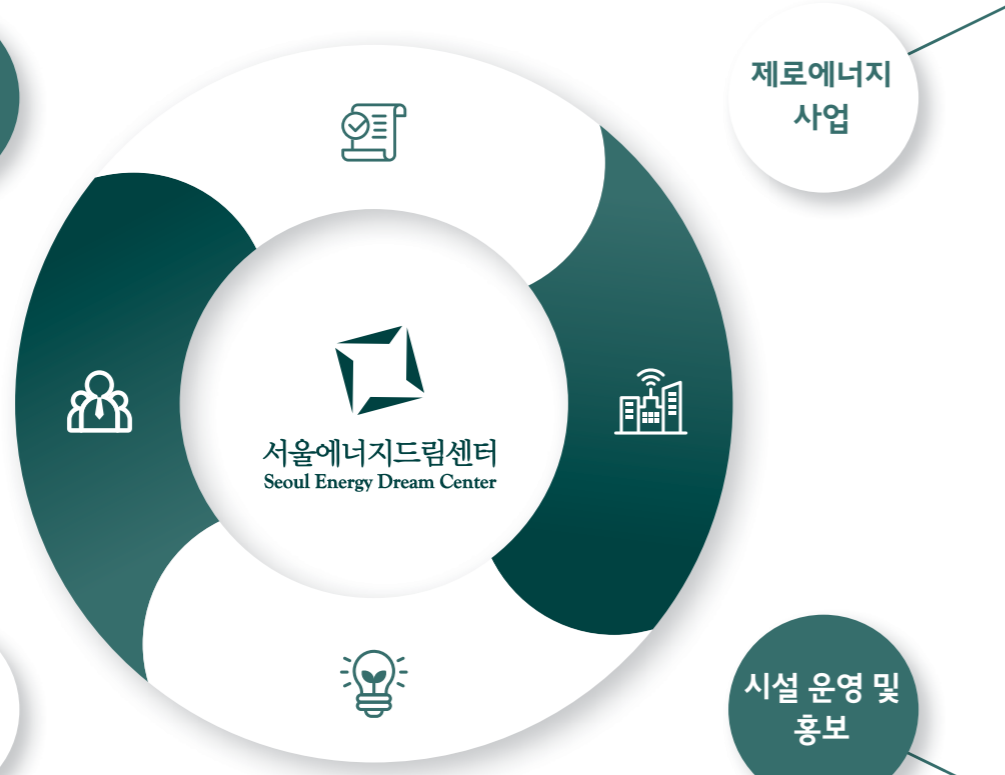 제로에너지
사업
서울에너지드림센터
Seoul Energy Dream Center
시설 운영 및
홍보